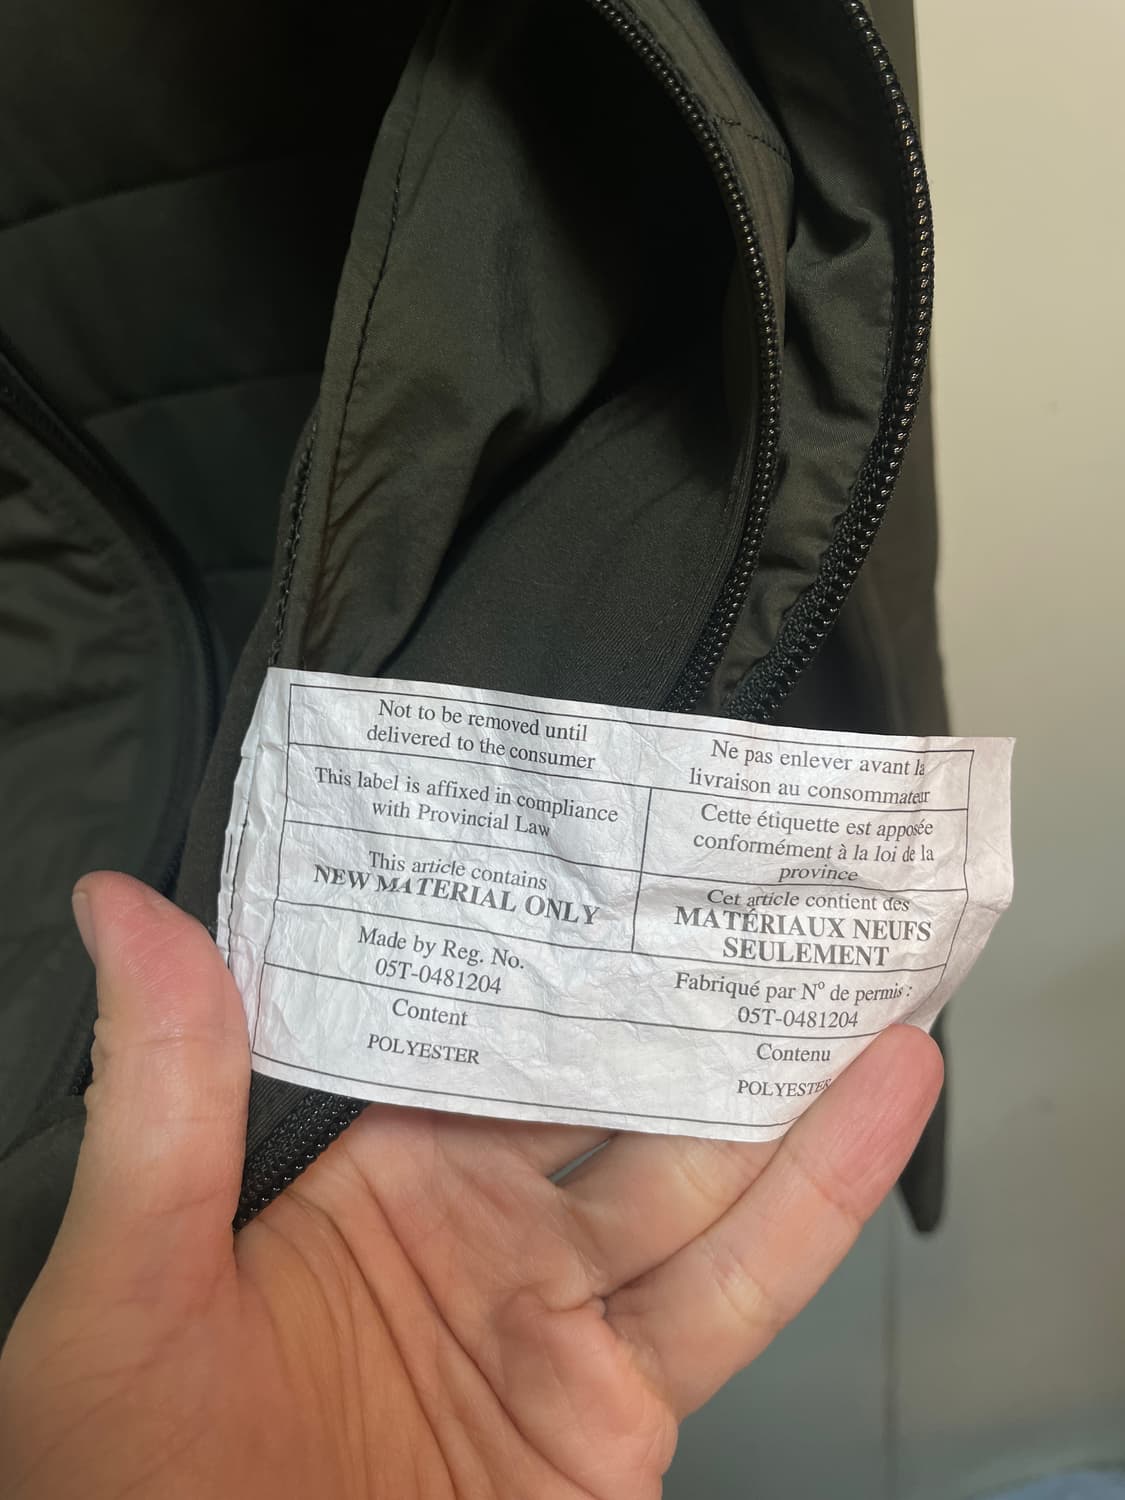 Not to be removed until
delivered to the consumer
Ne pas enlever avant la
livraison au consommateur
This label is affixed in compliance
with Provincial Law
Cette étiquette est apposée
conformément à la loi de la
province
This article contains
NEW MATERIAL ONLY
Cet article contient des
MATÉRIAUX NEUFS
SEULEMENT
Made by Reg. No.
05T-0481204
Fabriqué par Nº de permis :
05T-0481204
Content
POLYESTER
Contenu
POLYESTER